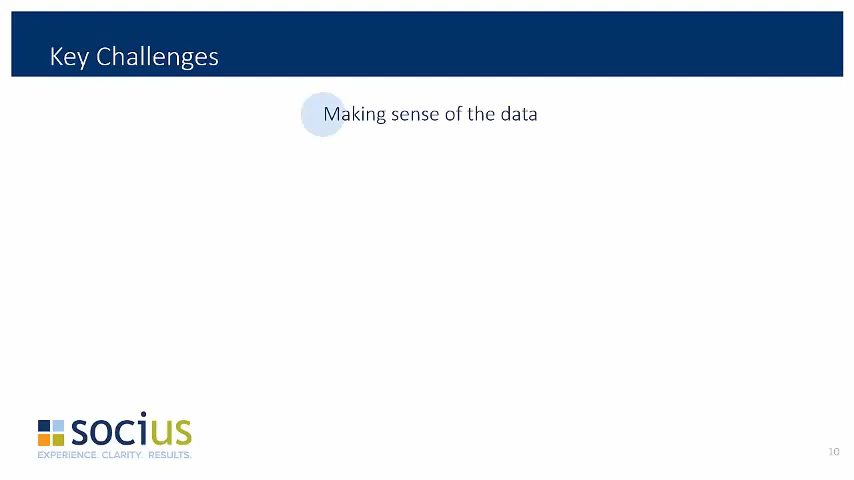 Key Challenges
Making sense of the data
socius
EXPERIENCE. CLARITY. RESULTS.
10